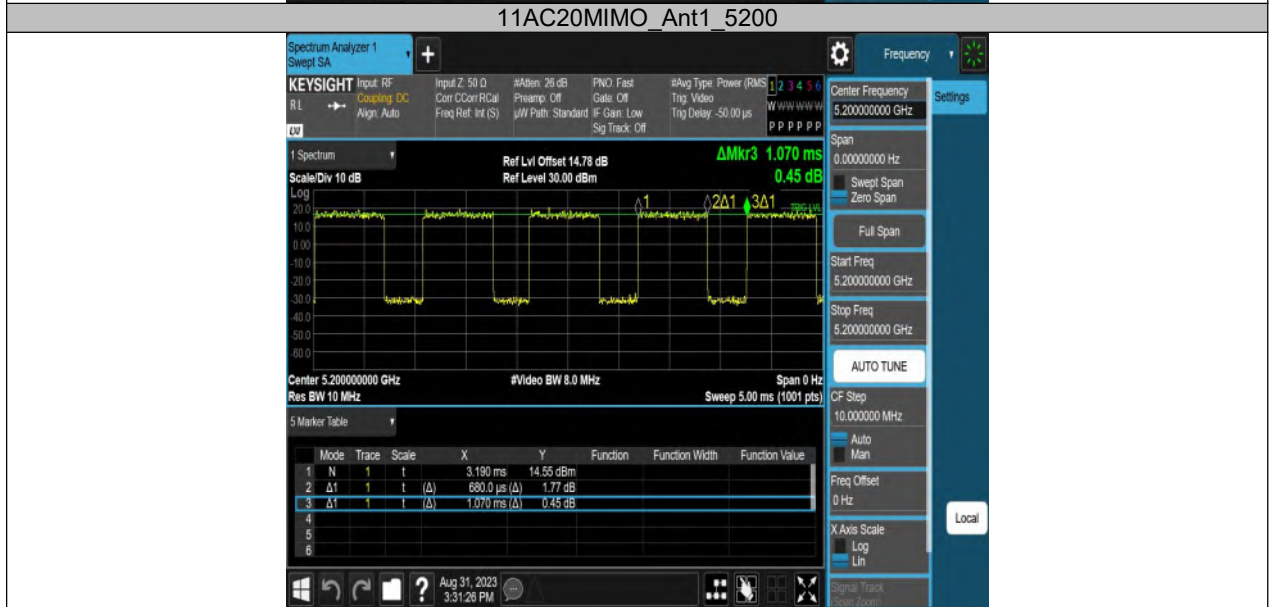 11AC20MIMO_Ant1_5200
Spectrum Analyzer 1
Swept SA
+
Frequency
KEYSIGHT
RL
LXI
Input: RF
Coupling: DC
Align: Auto
Input Z: 50 Ω
Corr CCorr RCal
Freq Ref: Int (S)
#Atten: 26 dB
Preamp: Off
µW Path: Standard
PNO: Fast
Gate: Off
IF Gain: Low
Sig Track: Off
#Avg Type: Power (RMS
Trig: Video
Trig Delay: -50.00 µs
1 2 3 4 5 6
W W W W W W
P P P P P P
1 Spectrum
Scale/Div 10 dB
Ref Lvl Offset 14.78 dB
Ref Level 30.00 dBm
ΔMkr3 1.070 ms
0.45 dB
Log
20.0
10.0
0.00
-10.0
-20.0
-30.0
-40.0
-50.0
-60.0
1
2Δ1
3Δ1
TRIG LVL
Center 5.200000000 GHz
#Video BW 8.0 MHz
Span 0 Hz
Res BW 10 MHz
Sweep 5.00 ms (1001 pts)
5 Marker Table
Mode Trace Scale X Y Function Function Width Function Value
1 N 1 t 3.190 ms 14.55 dBm
2 Δ1 1 t (Δ) 680.0 µs (Δ) 1.77 dB
3 Δ1 1 t (Δ) 1.070 ms (Δ) 0.45 dB
4
5
6
?
Aug 31, 2023
3:31:26 PM
Center Frequency
5.200000000 GHz
Settings
Span
0.00000000 Hz
Swept Span
Zero Span
Full Span
Start Freq
5.200000000 GHz
Stop Freq
5.200000000 GHz
AUTO TUNE
CF Step
10.000000 MHz
Auto
Man
Freq Offset
0 Hz
X Axis Scale
Log
Lin
Local
Signal Track
(Span Zoom)